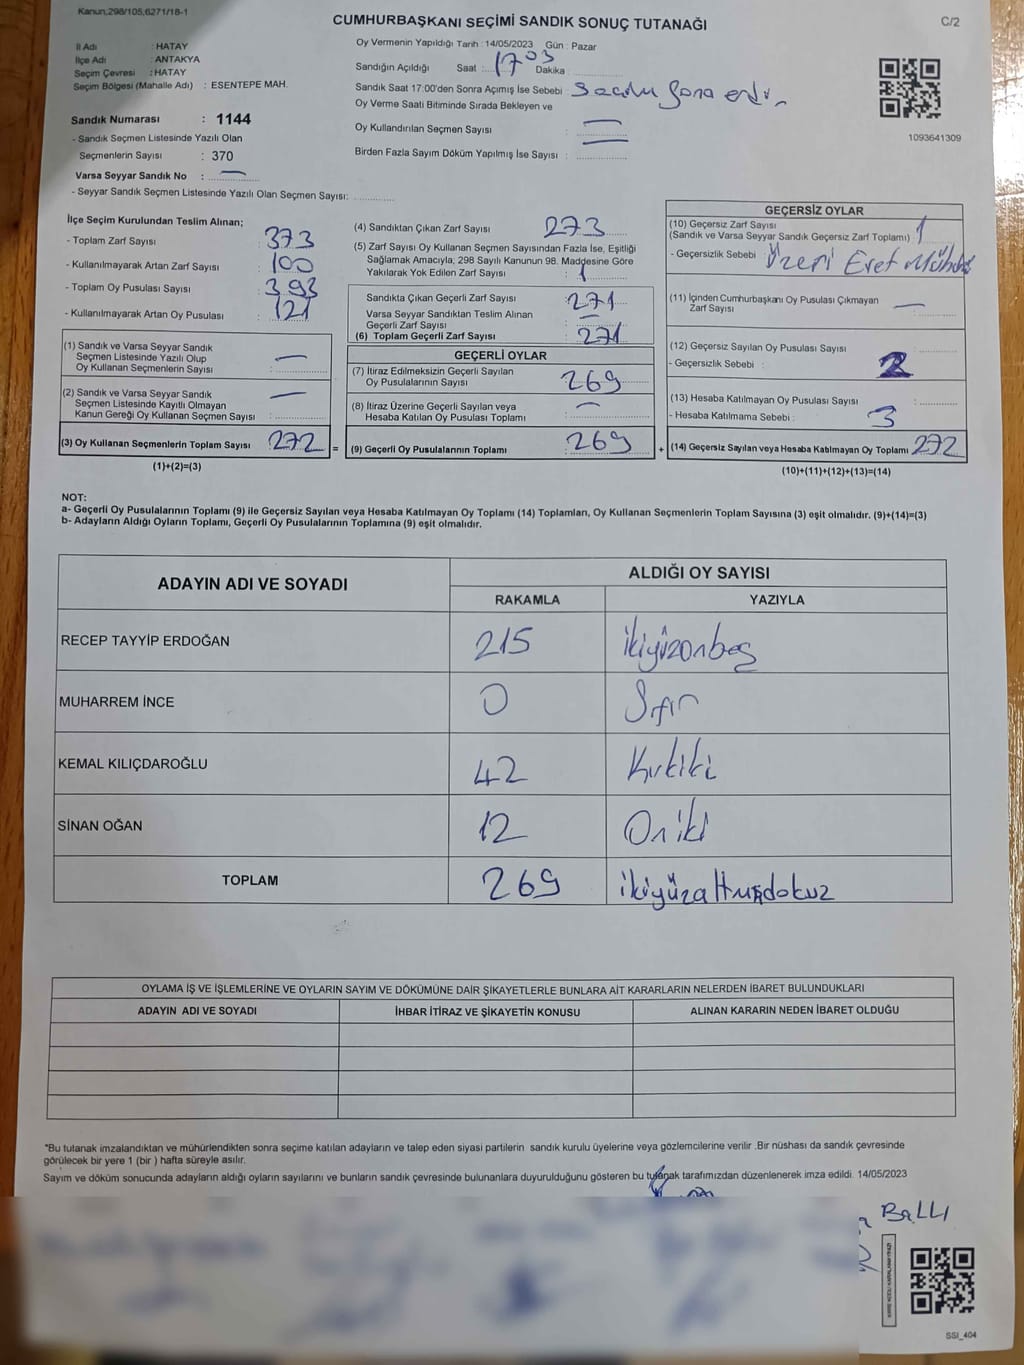 Kanun;298/105,6271/18-1
CUMHURBAŞKANI SEÇİMİ SANDIK SONUÇ TUTANAĞI
C/2
İl Adı : HATAY
İlçe Adı : ANTAKYA
Seçim Çevresi : HATAY
Seçim Bölgesi (Mahalle Adı) : ESENTEPE MAH.
Sandık Numarası : 1144
- Sandık Seçmen Listesinde Yazılı Olan
Seçmenlerin Sayısı : 370
Varsa Seyyar Sandık No : —
- Seyyar Sandık Seçmen Listesinde Yazılı Olan Seçmen Sayısı:
Oy Vermenin Yapıldığı Tarih : 14/05/2023 Gün : Pazar
Sandığın Açıldığı Saat : 17 Dakika 03
Sandık Saat 17:00'den Sonra Açımış İse Sebebi :
Oy Verme Saati Bitiminde Sırada Bekleyen ve
Oy Kullandırılan Seçmen Sayısı : —
Birden Fazla Sayım Döküm Yapılmış İse Sayısı : —
1093641309
İlçe Seçim Kurulundan Teslim Alınan;
- Toplam Zarf Sayısı : 373
- Kullanılmayarak Artan Zarf Sayısı : 100
- Toplam Oy Pusulası Sayısı : 393
- Kullanılmayarak Artan Oy Pusulası : 121
(1) Sandık ve Varsa Seyyar Sandık
Seçmen Listesinde Yazılı Olup
Oy Kullanan Seçmenlerin Sayısı : —
(2) Sandık ve Varsa Seyyar Sandık
Seçmen Listesinde Kayıtlı Olmayan
Kanun Gereği Oy Kullanan Seçmen Sayısı : —
(3) Oy Kullanan Seçmenlerin Toplam Sayısı 272 =
(1)+(2)=(3)
(4) Sandıktan Çıkan Zarf Sayısı : 273
(5) Zarf Sayısı Oy Kullanan Seçmen Sayısından Fazla İse, Eşitliği
Sağlamak Amacıyla, 298 Sayılı Kanunun 98. Maddesine Göre
Yakılarak Yok Edilen Zarf Sayısı : 1
Sandıkta Çıkan Geçerli Zarf Sayısı : 271
Varsa Seyyar Sandıktan Teslim Alınan
Geçerli Zarf Sayısı : —
(6) Toplam Geçerli Zarf Sayısı : 271
GEÇERLİ OYLAR
(7) İtiraz Edilmeksizin Geçerli Sayılan
Oy Pusulalarının Sayısı : 269
(8) İtiraz Üzerine Geçerli Sayılan veya
Hesaba Katılan Oy Pusulası Toplamı : —
(9) Geçerli Oy Pusulalarının Toplamı : 269 +
GEÇERSİZ OYLAR
(10) Geçersiz Zarf Sayısı
(Sandık ve Varsa Seyyar Sandık Geçersiz Zarf Toplamı) : 1
- Geçersizlik Sebebi : Üzeri Evet
(11) İçinden Cumhurbaşkanı Oy Pusulası Çıkmayan
Zarf Sayısı : —
(12) Geçersiz Sayılan Oy Pusulası Sayısı :
- Geçersizlik Sebebi : 2
(13) Hesaba Katılmayan Oy Pusulası Sayısı :
- Hesaba Katılmama Sebebi : 3
(14) Geçersiz Sayılan veya Hesaba Katılmayan Oy Toplamı 272
(10)+(11)+(12)+(13)=(14)
NOT:
a- Geçerli Oy Pusulalarının Toplamı (9) ile Geçersiz Sayılan veya Hesaba Katılmayan Oy Toplamı (14) Toplamları, Oy Kullanan Seçmenlerin Toplam Sayısına (3) eşit olmalıdır. (9)+(14)=(3)
b- Adayların Aldığı Oyların Toplamı, Geçerli Oy Pusulalarının Toplamına (9) eşit olmalıdır.
ADAYIN ADI VE SOYADI
ALDIĞI OY SAYISI
RAKAMLA YAZIYLA
RECEP TAYYİP ERDOĞAN 215 ikiyüzonbeş
MUHARREM İNCE 0 Sıfır
KEMAL KILIÇDAROĞLU 42 Kırkiki
SİNAN OĞAN 12 Oniki
TOPLAM 269 ikiyüzaltmışdokuz
OYLAMA İŞ VE İŞLEMLERİNE VE OYLARIN SAYIM VE DÖKÜMÜNE DAİR ŞİKAYETLERLE BUNLARA AİT KARARLARIN NELERDEN İBARET BULUNDUKLARI
ADAYIN ADI VE SOYADI İHBAR İTİRAZ VE ŞİKAYETİN KONUSU ALINAN KARARIN NEDEN İBARET OLDUĞU
*Bu tutanak imzalandıktan ve mühürlendikten sonra seçime katılan adayların ve talep eden siyasi partilerin sandık kurulu üyelerine veya gözlemcilerine verilir .Bir nüshası da sandık çevresinde
görülecek bir yere 1 (bir ) hafta süreyle asılır.
Sayım ve döküm sonucunda adayların aldığı oyların sayılarını ve bunların sandık çevresinde bulunanlara duyurulduğunu gösteren bu tutanak tarafımızdan düzenlenerek imza edildi. 14/05/2023
BALLI
SSI_404